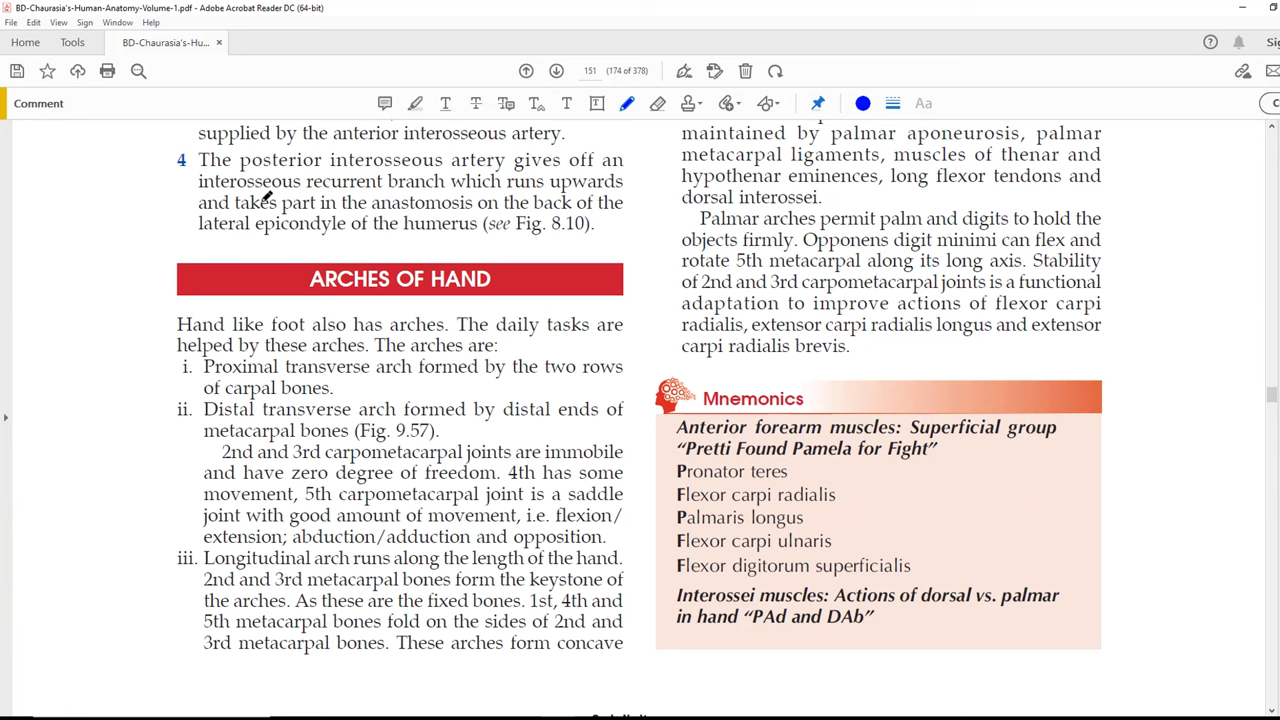 BD-Chaurasia's-Human-Anatomy-Volume-1.pdf - Adobe Acrobat Reader DC (64-bit)
File Edit View Sign Window Help
Home Tools BD-Chaurasia's-Hu... ×
151 (174 of 378)
Comment
Aa
supplied by the anterior interosseous artery.
4 The posterior interosseous artery gives off an
interosseous recurrent branch which runs upwards
and takes part in the anastomosis on the back of the
lateral epicondyle of the humerus (see Fig. 8.10).
ARCHES OF HAND
Hand like foot also has arches. The daily tasks are
helped by these arches. The arches are:
i. Proximal transverse arch formed by the two rows
of carpal bones.
ii. Distal transverse arch formed by distal ends of
metacarpal bones (Fig. 9.57).
2nd and 3rd carpometacarpal joints are immobile
and have zero degree of freedom. 4th has some
movement, 5th carpometacarpal joint is a saddle
joint with good amount of movement, i.e. flexion/
extension; abduction/adduction and opposition.
iii. Longitudinal arch runs along the length of the hand.
2nd and 3rd metacarpal bones form the keystone of
the arches. As these are the fixed bones. 1st, 4th and
5th metacarpal bones fold on the sides of 2nd and
3rd metacarpal bones. These arches form concave
maintained by palmar aponeurosis, palmar
metacarpal ligaments, muscles of thenar and
hypothenar eminences, long flexor tendons and
dorsal interossei.
Palmar arches permit palm and digits to hold the
objects firmly. Opponens digit minimi can flex and
rotate 5th metacarpal along its long axis. Stability
of 2nd and 3rd carpometacarpal joints is a functional
adaptation to improve actions of flexor carpi
radialis, extensor carpi radialis longus and extensor
carpi radialis brevis.
Mnemonics
Anterior forearm muscles: Superficial group
"Pretti Found Pamela for Fight"
Pronator teres
Flexor carpi radialis
Palmaris longus
Flexor carpi ulnaris
Flexor digitorum superficialis
Interossei muscles: Actions of dorsal vs. palmar
in hand "PAd and DAb"